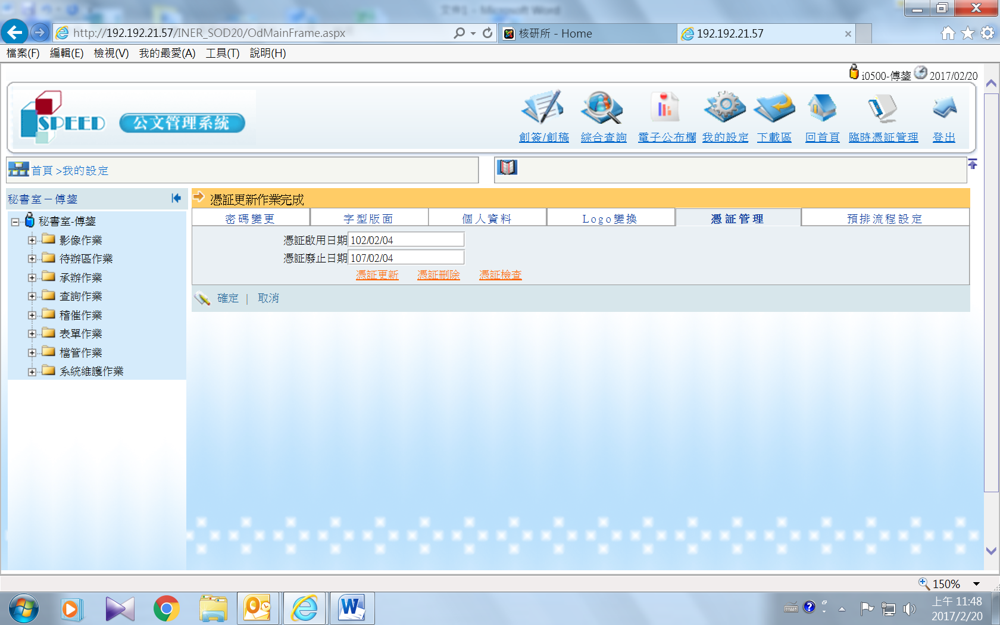 文件1 - Microsoft Word
http://192.192.21.57/INER_SOD20/OdMainFrame.aspx
核研所 - Home
192.192.21.57
檔案(F) 編輯(E) 檢視(V) 我的最愛(A) 工具(T) 說明(H)
i0500-傅鋆 2017/02/20
SPEED 公文管理系統
創簽/創稿 綜合查詢 電子公布欄 我的設定 下載區 回首頁 臨時憑証管理 登出
首頁 >我的設定
秘書室－傅鋆
憑証更新作業完成
密碼變更 字型版面 個人資料 Logo變換 憑証管理 預排流程設定
秘書室-傅鋆
影像作業
待辦區作業
承辦作業
查詢作業
稽催作業
表單作業
檔管作業
系統維護作業
憑証啟用日期 102/02/04
憑証廢止日期 107/02/04
憑証更新 憑証刪除 憑証檢查
確定 | 取消
150%
上午 11:48
2017/2/20